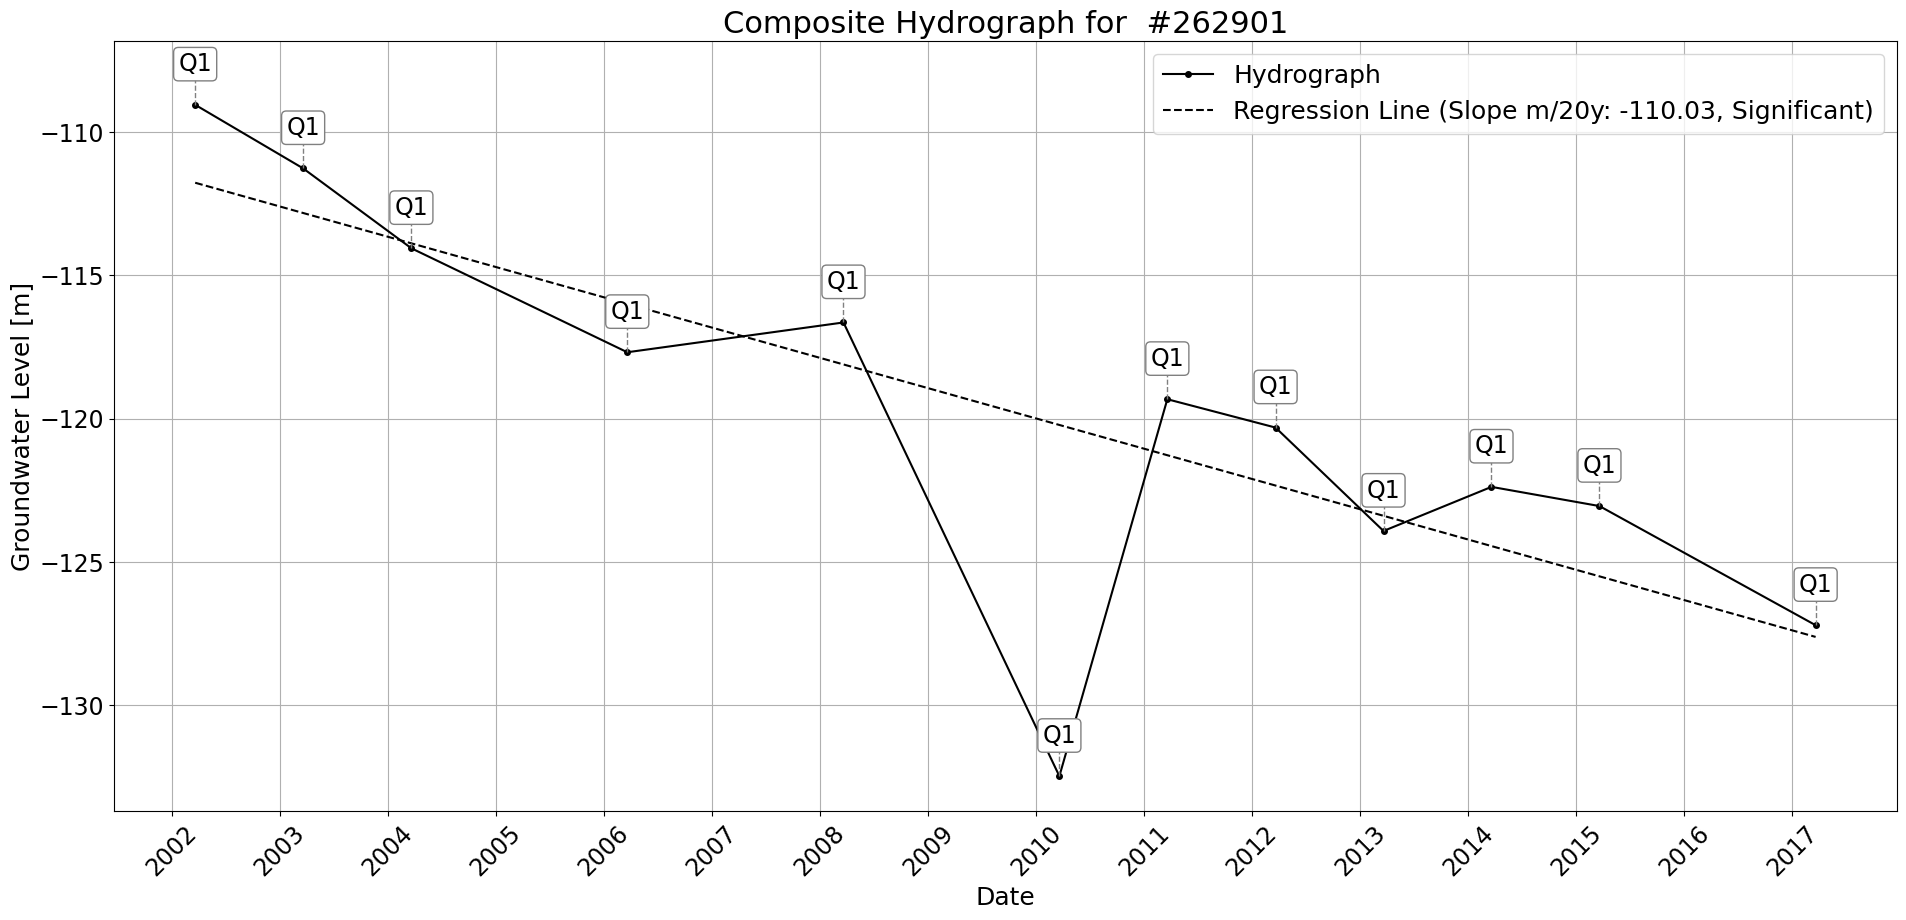 Composite Hydrograph for  #262901
Hydrograph
Regression Line (Slope m/20y: -110.03, Significant)
Groundwater Level [m]
−110
−115
−120
−125
−130
Q1
Q1
Q1
Q1
Q1
Q1
Q1
Q1
Q1
Q1
Q1
Q1
2002
2003
2004
2005
2006
2007
2008
2009
2010
2011
2012
2013
2014
2015
2016
2017
Date